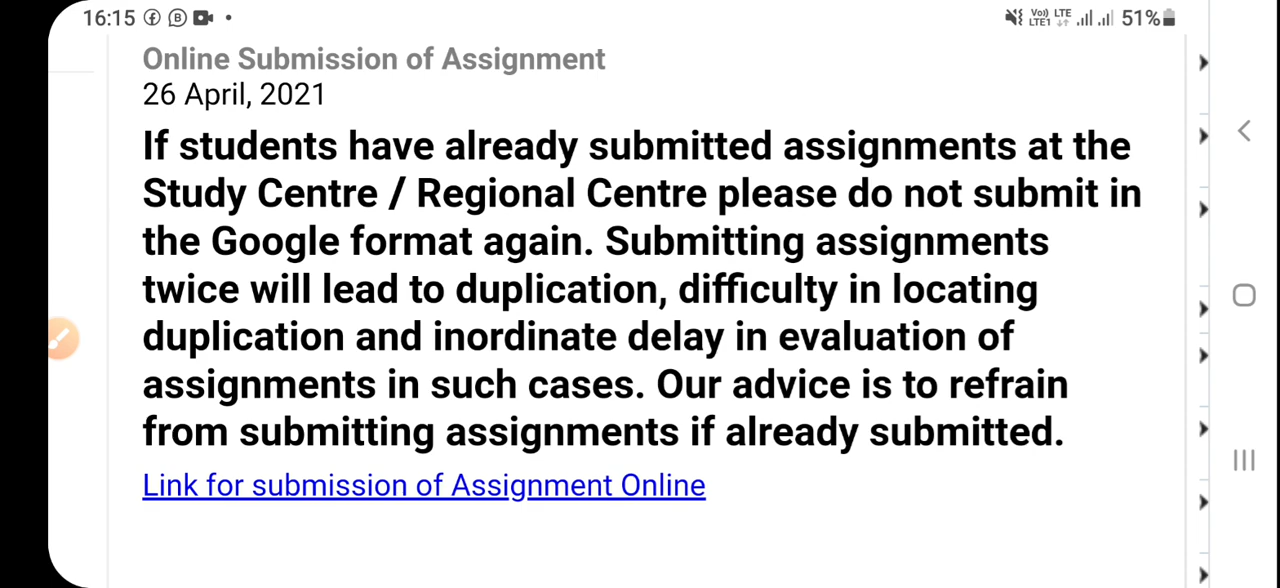 16:15
Vo)) LTE
LTE1 51%
Online Submission of Assignment
26 April, 2021
If students have already submitted assignments at the
Study Centre / Regional Centre please do not submit in
the Google format again. Submitting assignments
twice will lead to duplication, difficulty in locating
duplication and inordinate delay in evaluation of
assignments in such cases. Our advice is to refrain
from submitting assignments if already submitted.
Link for submission of Assignment Online